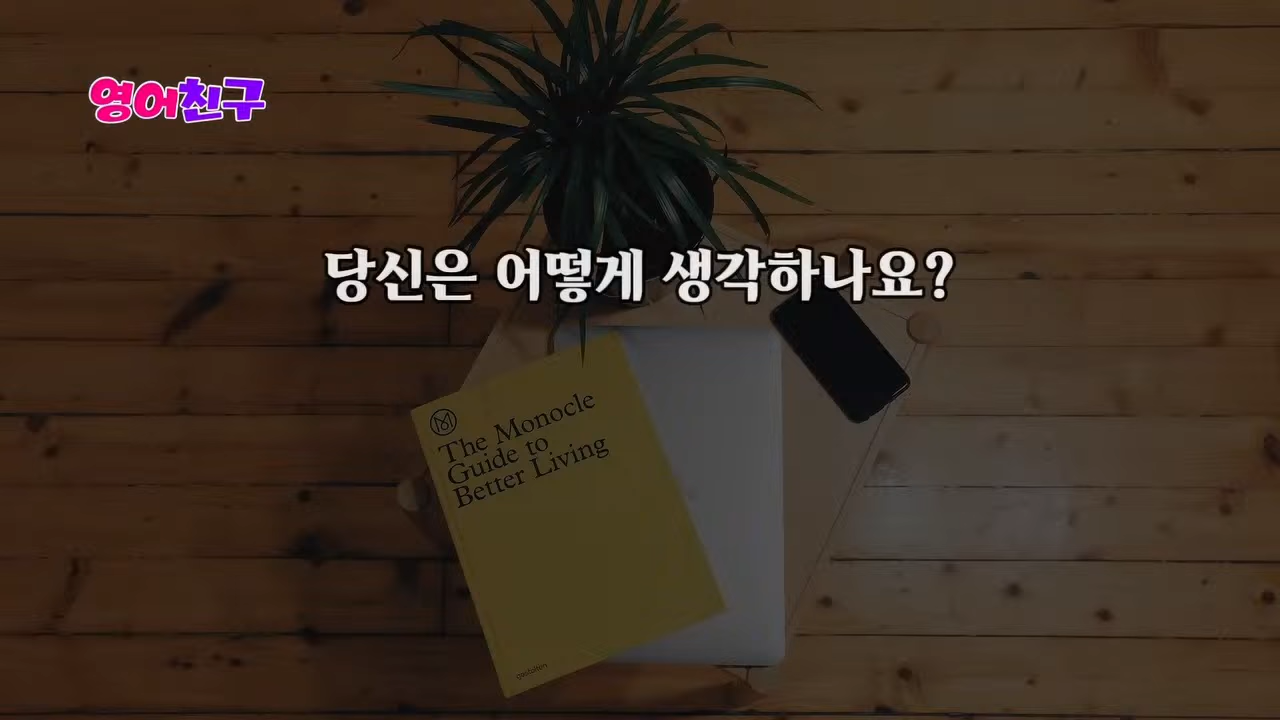 영어친구
당신은 어떻게 생각하나요?
The Monocle
Guide to
Better Living
gestalten